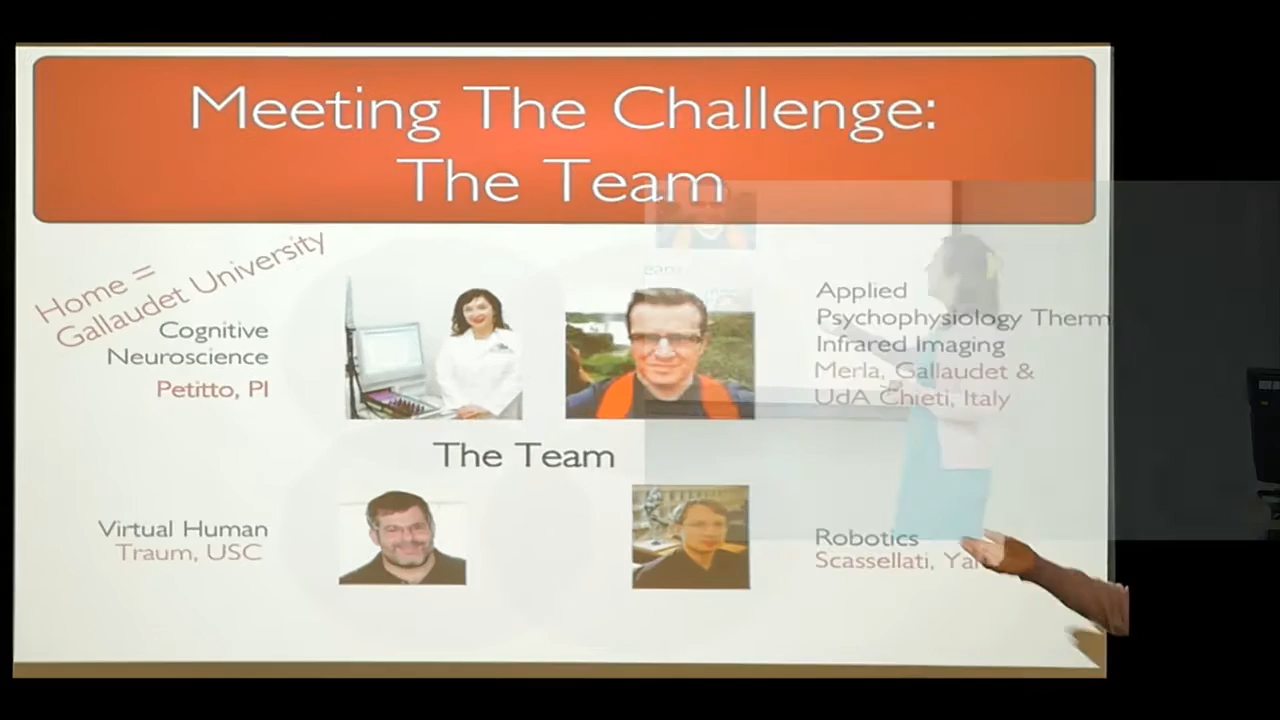 Meeting The Challenge:
The Team
Home =
Gallaudet University
Cognitive
Neuroscience
Petitto, PI
Applied
Psychophysiology Therm
Infrared Imaging
Merla, Gallaudet &
UdA Chieti, Italy
The Team
Virtual Human
Traum, USC
Robotics
Scassellati,